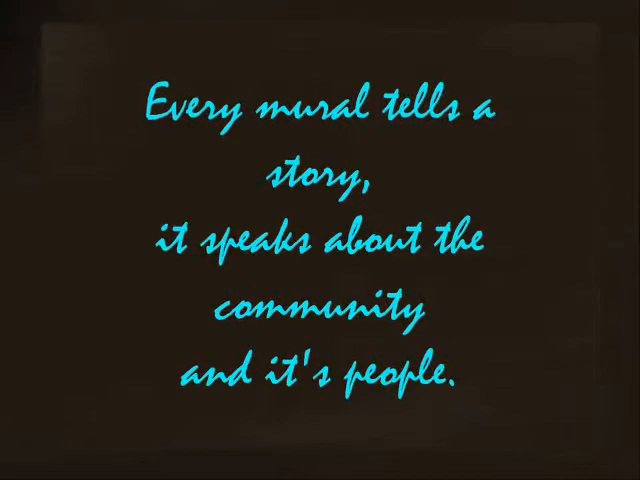 Every mural tells a
story,
it speaks about the
community
and it's people.